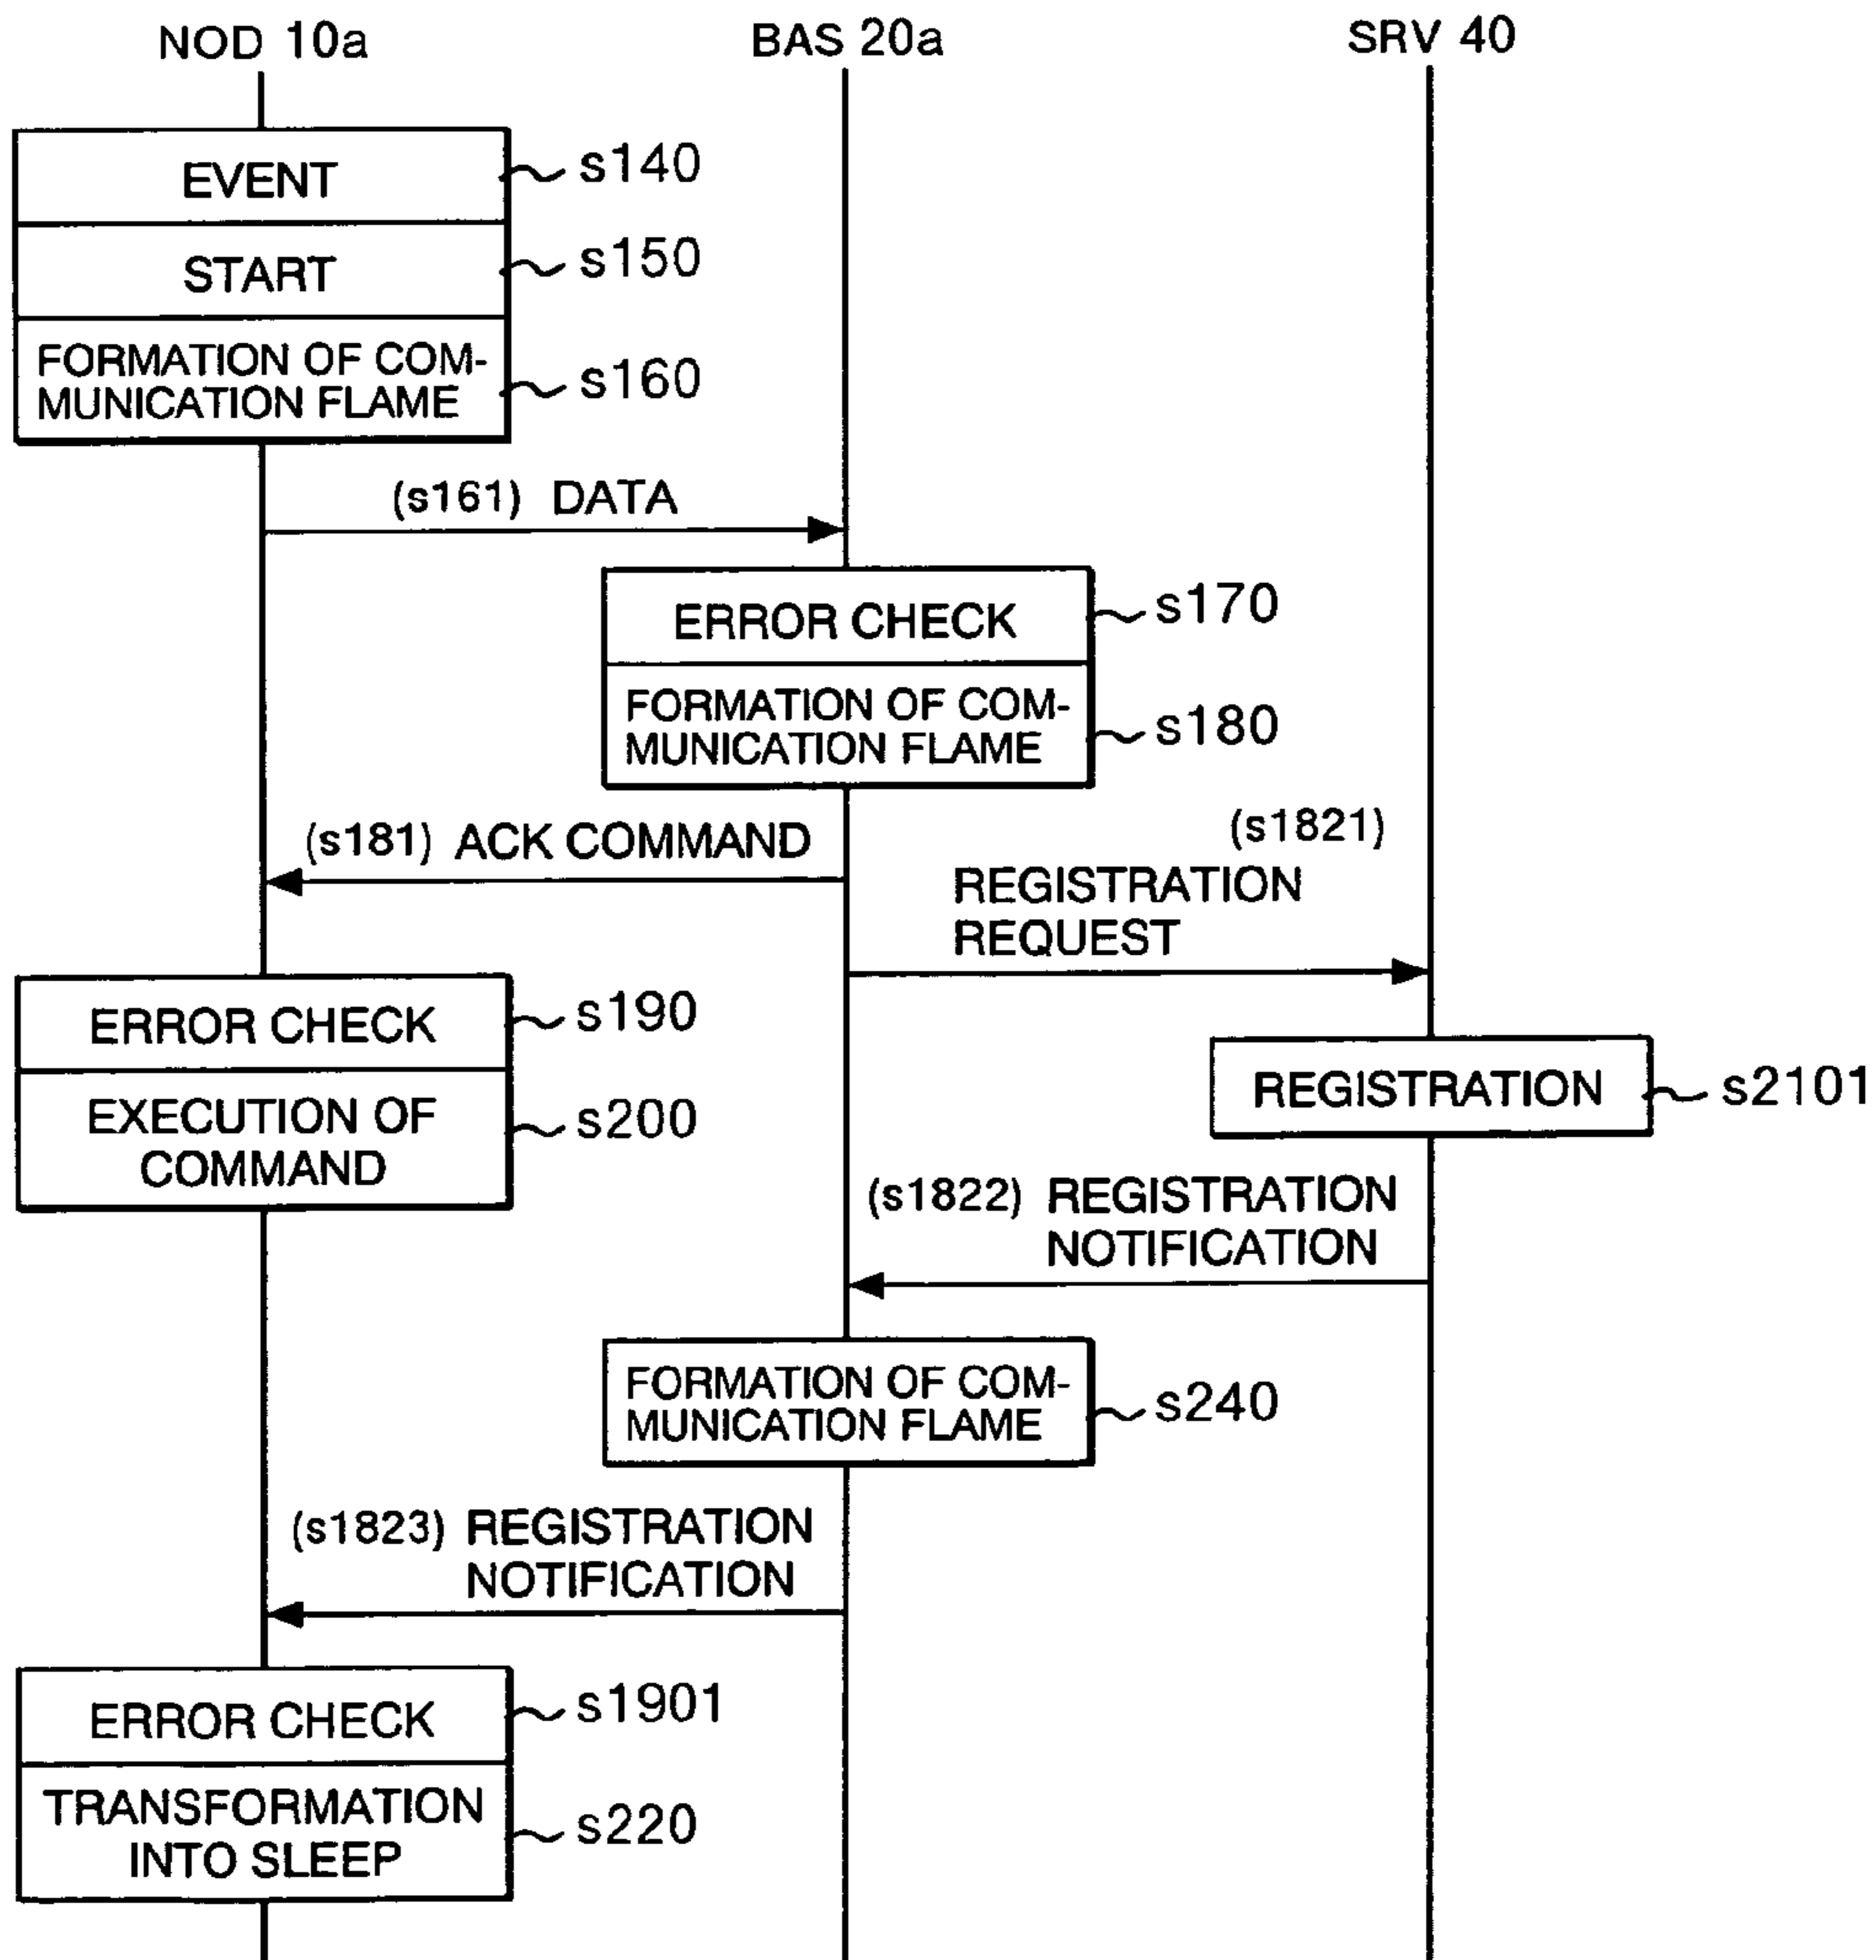 NOD 10a
BAS 20a
SRV 40
EVENT
s140
START
s150
FORMATION OF COM-
MUNICATION FLAME
s160
(s161) DATA
ERROR CHECK
s170
FORMATION OF COM-
MUNICATION FLAME
s180
(s181) ACK COMMAND
(s1821)
REGISTRATION
REQUEST
ERROR CHECK
s190
EXECUTION OF
COMMAND
s200
REGISTRATION
s2101
(s1822) REGISTRATION
NOTIFICATION
FORMATION OF COM-
MUNICATION FLAME
s240
(s1823) REGISTRATION
NOTIFICATION
ERROR CHECK
s1901
TRANSFORMATION
INTO SLEEP
s220